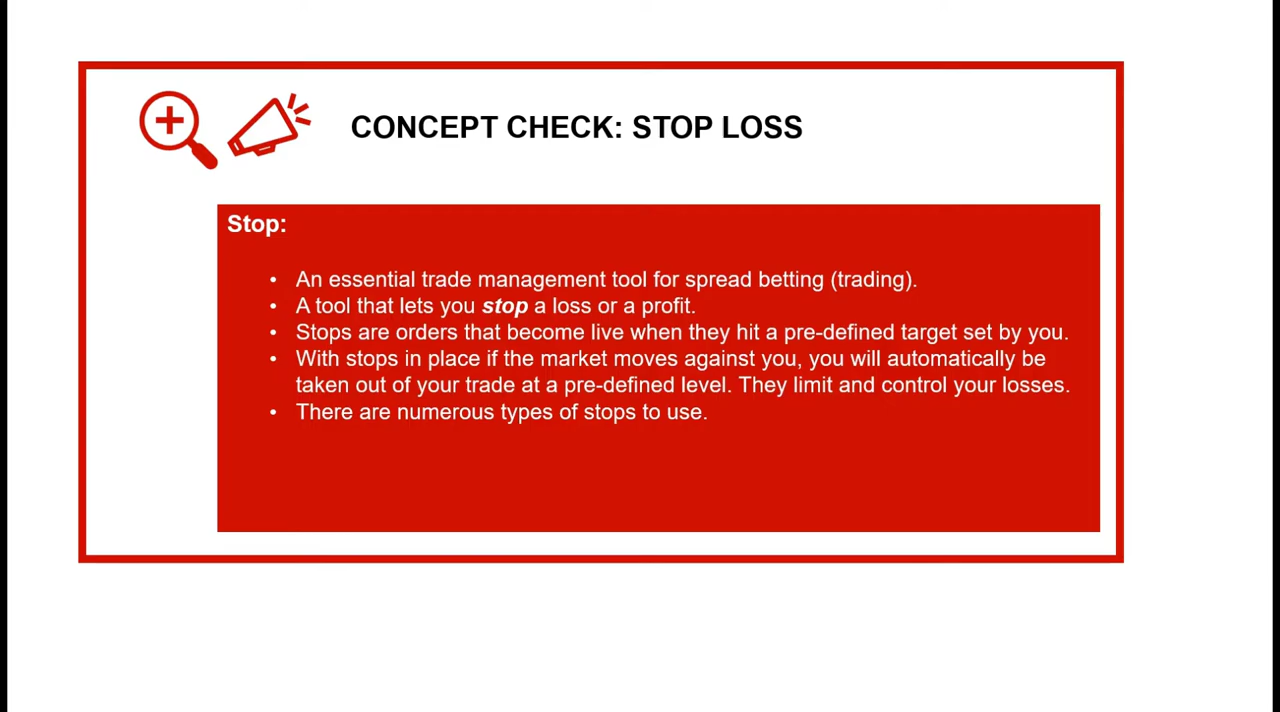 CONCEPT CHECK: STOP LOSS
Stop:
• An essential trade management tool for spread betting (trading).
• A tool that lets you stop a loss or a profit.
• Stops are orders that become live when they hit a pre-defined target set by you.
• With stops in place if the market moves against you, you will automatically be
taken out of your trade at a pre-defined level. They limit and control your losses.
• There are numerous types of stops to use.